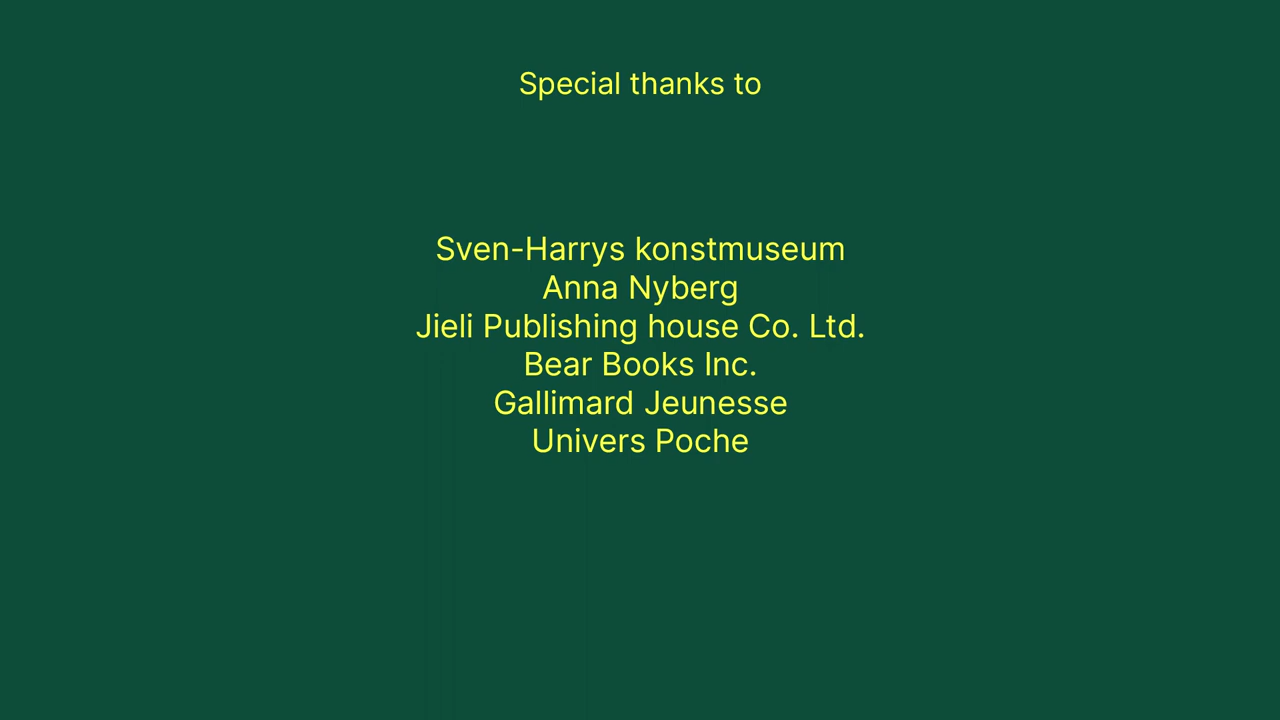 Special thanks to
Sven-Harrys konstmuseum
Anna Nyberg
Jieli Publishing house Co. Ltd.
Bear Books Inc.
Gallimard Jeunesse
Univers Poche